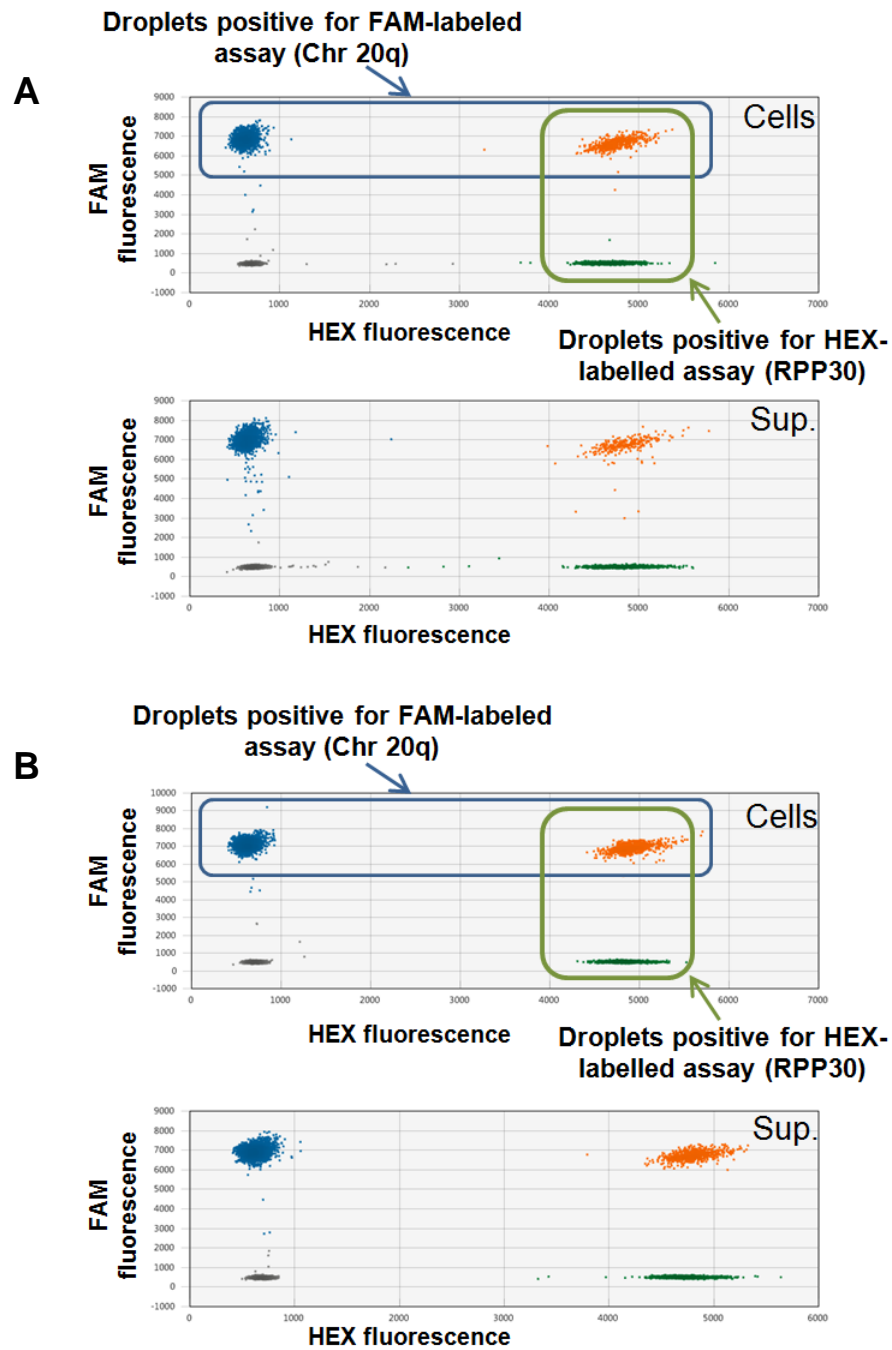 Droplets positive for FAM-labeled
assay (Chr 20q)
A
Cells
FAM
fluorescence
9000
8000
7000
6000
5000
4000
3000
2000
1000
0
-1000
0 1000 2000 3000 4000 5000 6000 7000
HEX fluorescence
Droplets positive for HEX-
labelled assay (RPP30)
Sup.
FAM
fluorescence
9000
8000
7000
6000
5000
4000
3000
2000
1000
0
-1000
0 1000 2000 3000 4000 5000 6000 7000
HEX fluorescence
Droplets positive for FAM-labeled
assay (Chr 20q)
B
Cells
FAM
fluorescence
10000
9000
8000
7000
6000
5000
4000
3000
2000
1000
0
-1000
0 1000 2000 3000 4000 5000 6000 7000
HEX fluorescence
Droplets positive for HEX-
labelled assay (RPP30)
Sup.
FAM
fluorescence
9000
8000
7000
6000
5000
4000
3000
2000
1000
0
-1000
0 1000 2000 3000 4000 5000 6000
HEX fluorescence